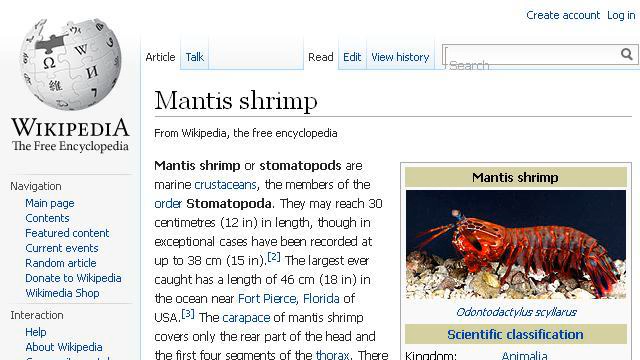 Create account Log in
Article Talk Read Edit View history Search
WIKIPEDIA
The Free Encyclopedia
Navigation
Main page
Contents
Featured content
Current events
Random article
Donate to Wikipedia
Wikimedia Shop
Interaction
Help
About Wikipedia
Mantis shrimp
From Wikipedia, the free encyclopedia
Mantis shrimp or stomatopods are
marine crustaceans, the members of the
order Stomatopoda. They may reach 30
centimetres (12 in) in length, though in
exceptional cases have been recorded at
up to 38 cm (15 in).[2] The largest ever
caught has a length of 46 cm (18 in) in
the ocean near Fort Pierce, Florida of
USA.[3] The carapace of mantis shrimp
covers only the rear part of the head and
the first four segments of the thorax. There
Mantis shrimp
Odontodactylus scyllarus
Scientific classification
Kingdom: Animalia